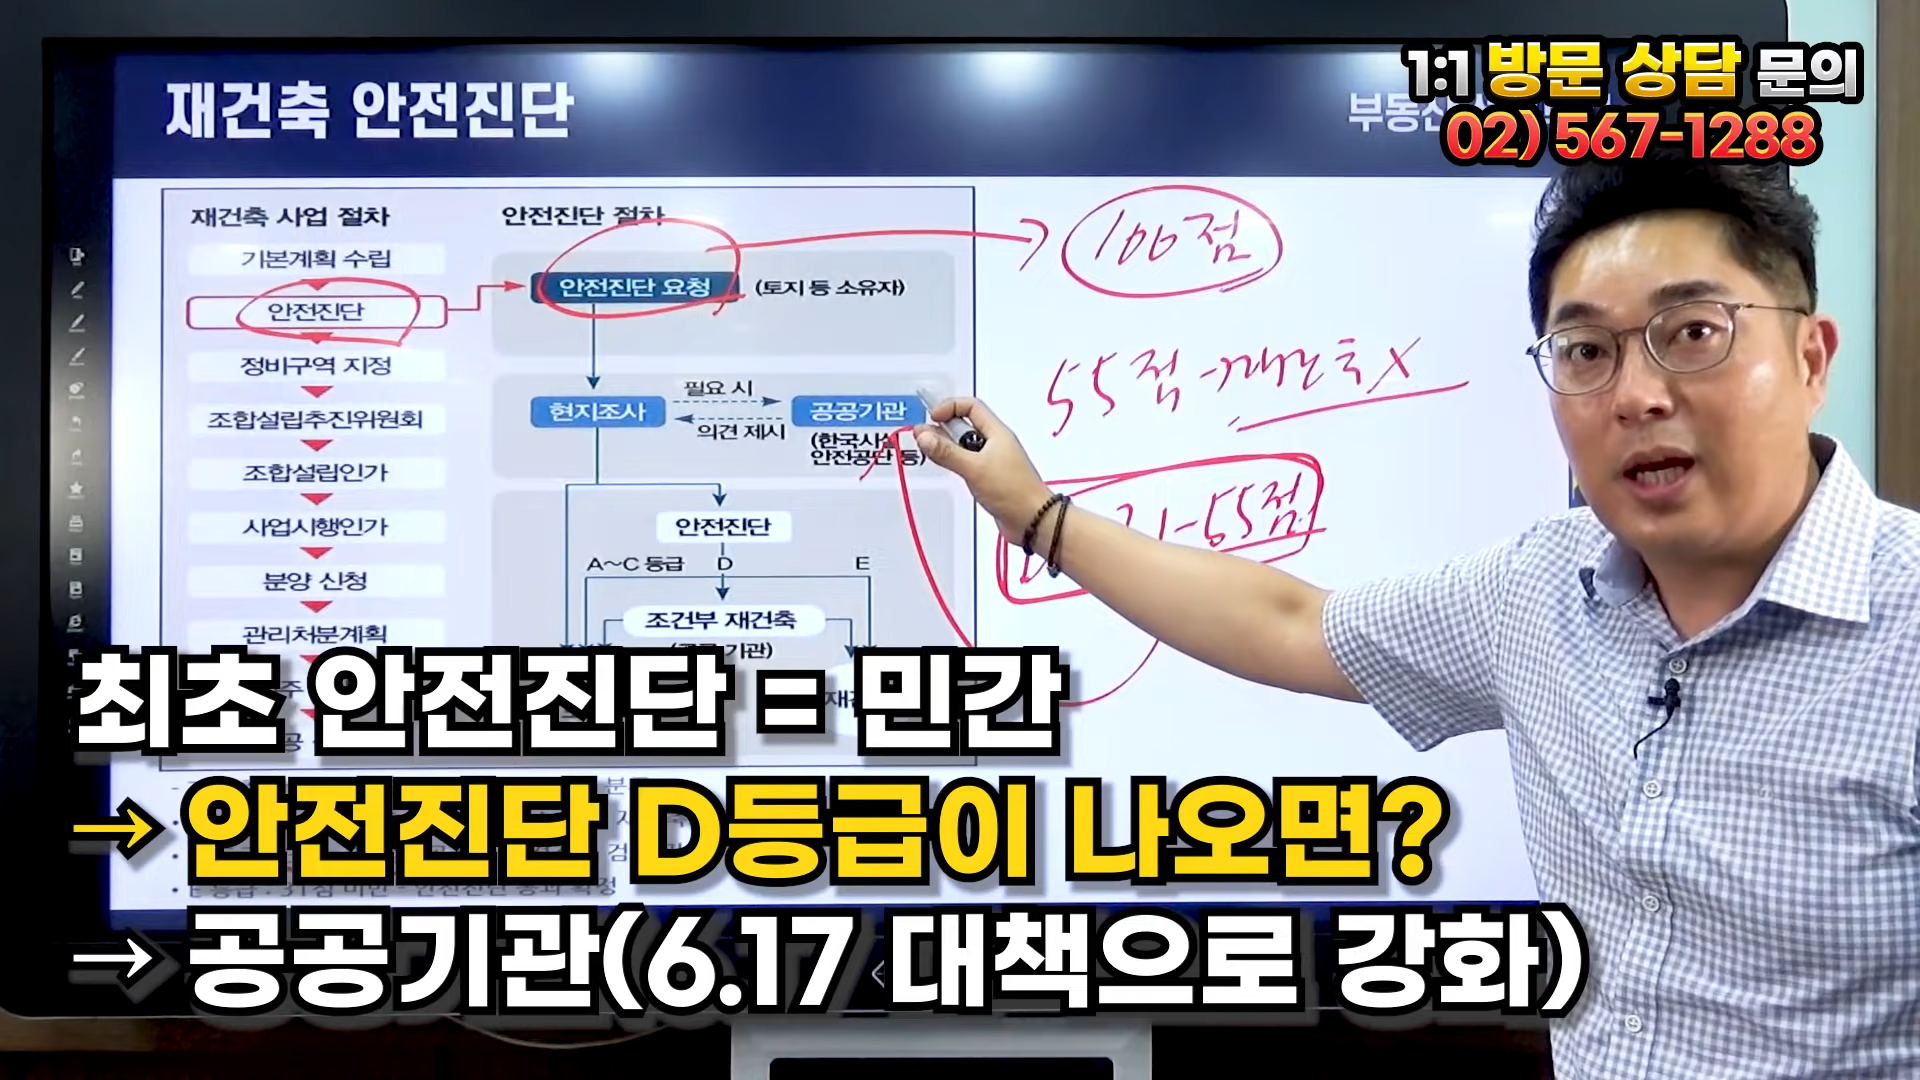 재건축 안전진단
1:1 방문 상담 문의
02) 567-1288
재건축 사업 절차
기본계획 수립
안전진단
정비구역 지정
조합설립추진위원회
조합설립인가
사업시행인가
분양 신청
관리처분계획
안전진단 절차
안전진단 요청 (토지 등 소유자)
현지조사
필요 시
의견 제시
공공기관
(한국시설
안전공단 등)
안전진단
A~C 등급 D E
조건부 재건축
100점
55점 - 재건축 X
-55점
최초 안전진단 = 민간
→ 안전진단 D등급이 나오면?
→ 공공기관(6.17 대책으로 강화)